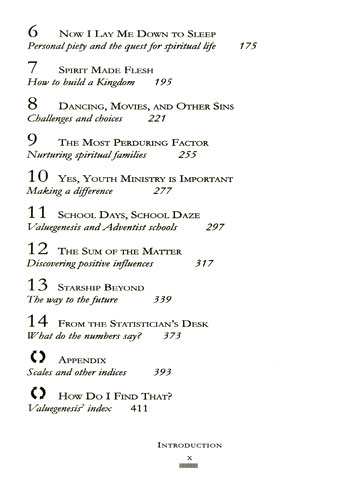 6 Now I Lay Me Down to Sleep
Personal piety and the quest for spiritual life 175
7 Spirit Made Flesh
How to build a Kingdom 195
8 Dancing, Movies, and Other Sins
Challenges and choices 221
9 The Most Perduring Factor
Nurturing spiritual families 255
10 Yes, Youth Ministry is Important
Making a difference 277
11 School Days, School Daze
Valuegenesis and Adventist schools 297
12 The Sum of the Matter
Discovering positive influences 317
13 Starship Beyond
The way to the future 339
14 From the Statistician's Desk
What do the numbers say? 373
Appendix
Scales and other indices 393
How Do I Find That?
Valuegenesis² index 411
Introduction
x